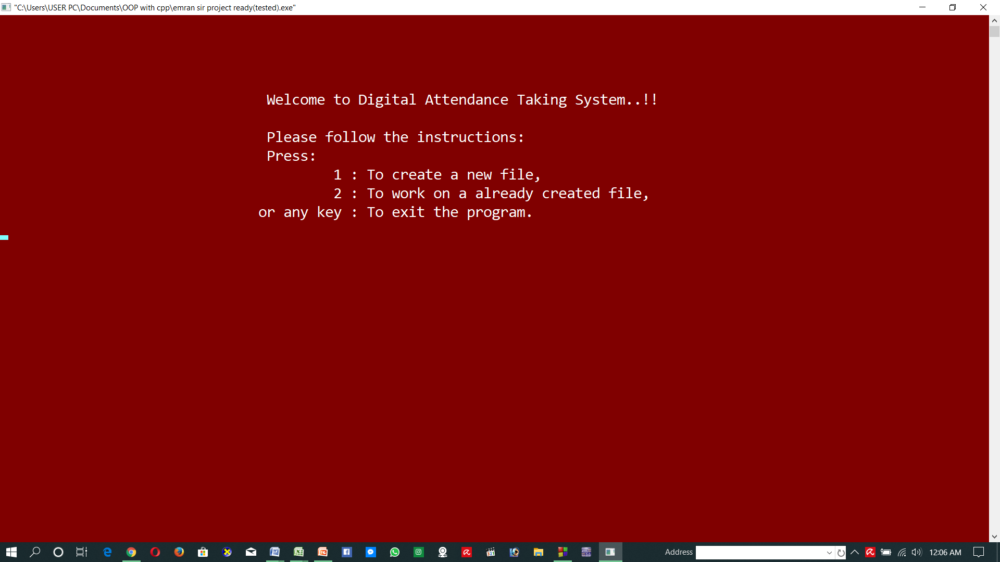 "C:\Users\USER PC\Documents\OOP with cpp\emran sir project ready(tested).exe"
Welcome to Digital Attendance Taking System..!!
Please follow the instructions:
Press:
1 : To create a new file,
2 : To work on a already created file,
or any key : To exit the program.
Address
12:06 AM